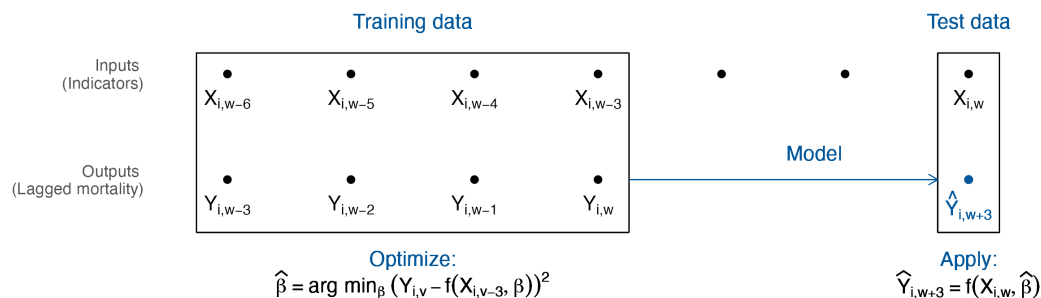 Training data
Test data
Inputs
(Indicators)
X_{i,w−6} X_{i,w−5} X_{i,w−4} X_{i,w−3} X_{i,w}
Model
Outputs
(Lagged mortality)
Y_{i,w−3} Y_{i,w−2} Y_{i,w−1} Y_{i,w} Ŷ_{i,w+3}
Optimize:
β̂ = arg min_β (Y_{i,v} − f(X_{i,v−3}, β))²
Apply:
Ŷ_{i,w+3} = f(X_{i,w}, β̂)